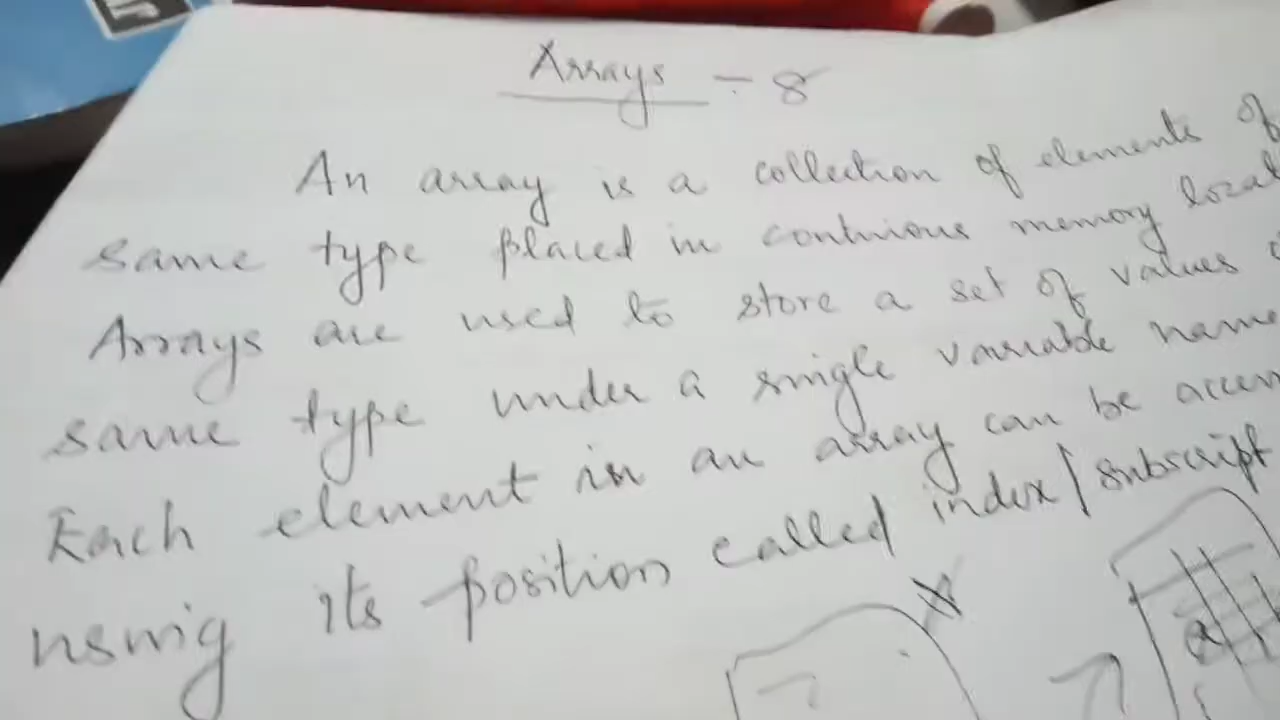 Arrays - 8
An array is a collection of elements of
same type placed in continious memory locat
Arrays are used to store a set of values
same type under a single variable name
Each element in an array can be
using its position called index/subscript